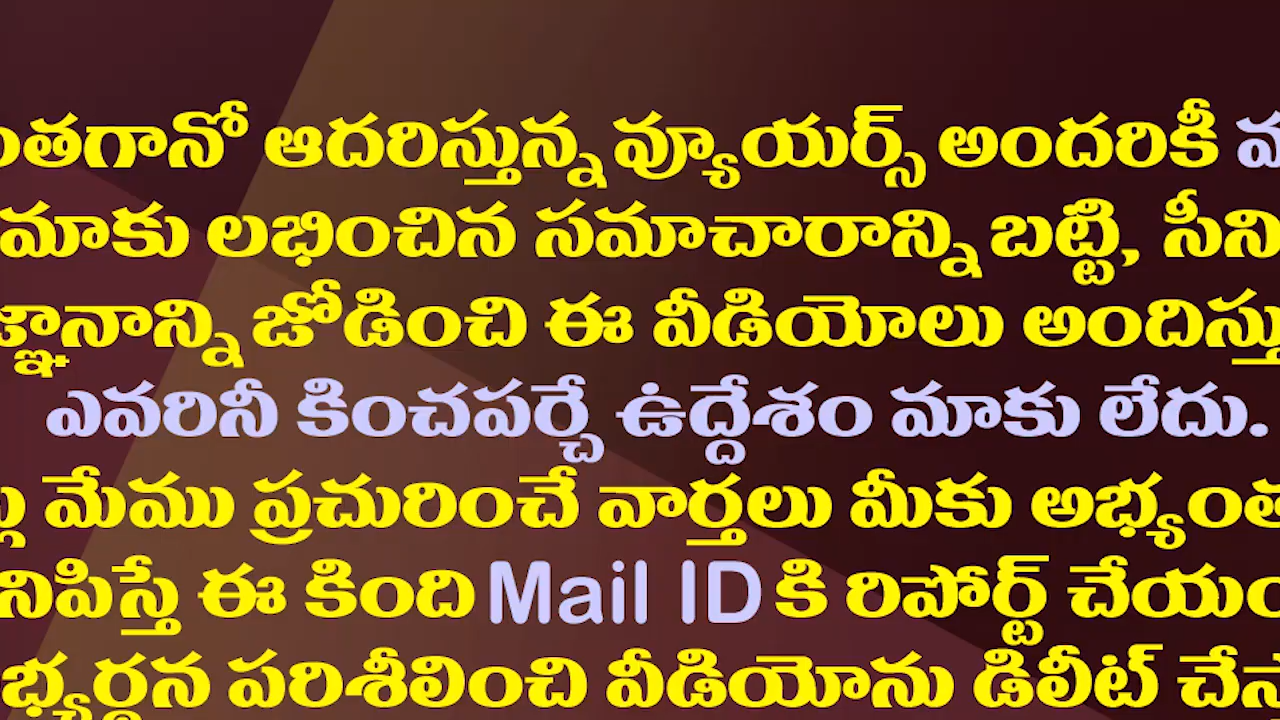 ఆదరిస్తున్న వ్యూయర్స్ అందరికీ
మాకు లభించిన సమాచారాన్ని బట్టి,
జోడించి ఈ వీడియోలు
ఎవరినీ కించపర్చే ఉద్దేశం మాకు లేదు.
మేము ప్రచురించే వార్తలు మీకు
ఈ కింది Mail ID కి రిపోర్ట్
పరిశీలించి వీడియోను డిలీట్